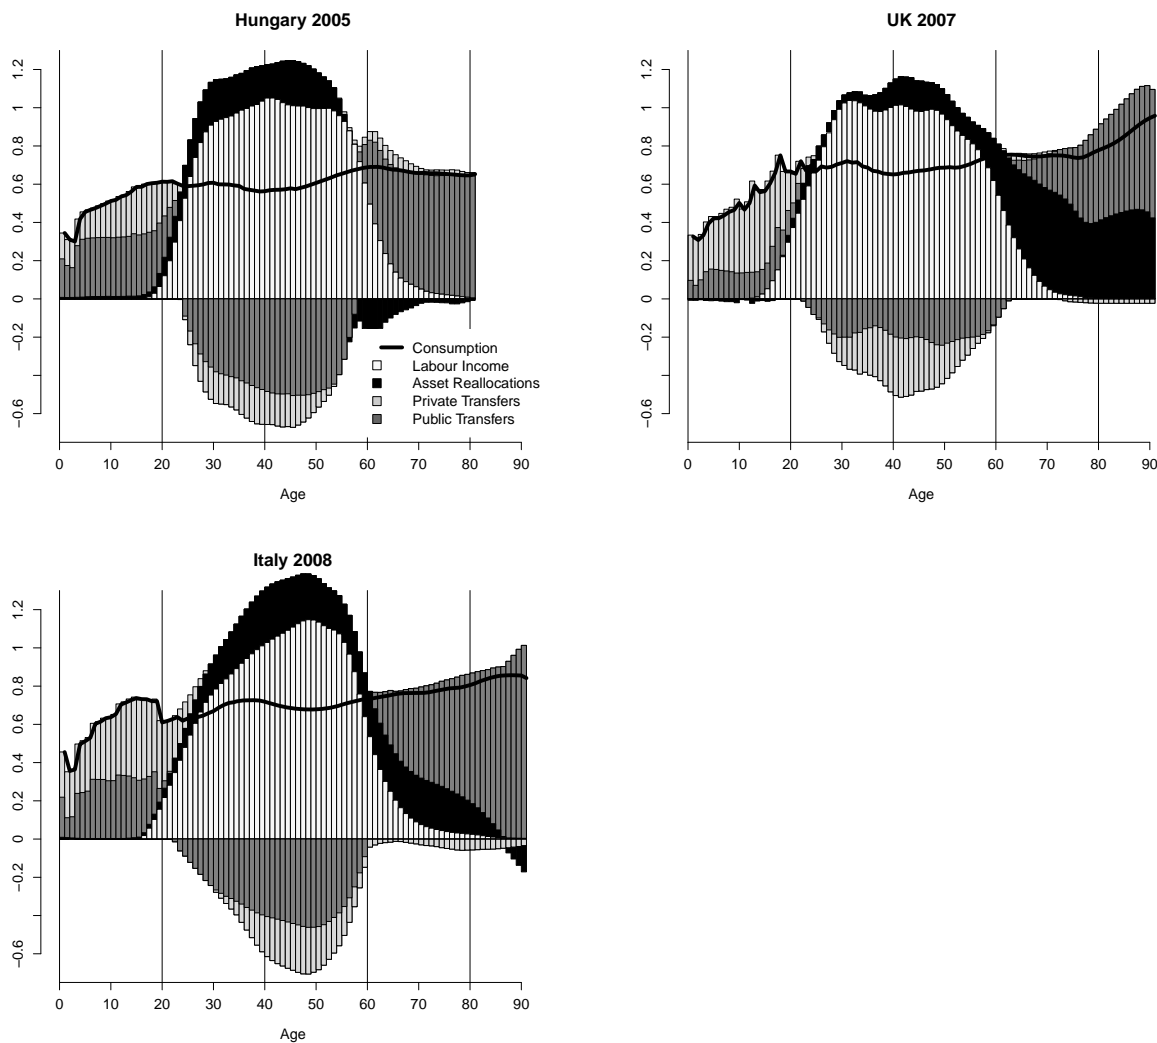 Hungary 2005
1.2
1
0.8
0.6
0.4
0.2
0
−0.2
−0.6
0 10 20 30 40 50 60 70 80 90
Age
Consumption
Labour Income
Asset Reallocations
Private Transfers
Public Transfers
UK 2007
1.2
1
0.8
0.6
0.4
0.2
0
−0.2
−0.6
0 10 20 30 40 50 60 70 80 90
Age
Italy 2008
1.2
1
0.8
0.6
0.4
0.2
0
−0.2
−0.6
0 10 20 30 40 50 60 70 80 90
Age